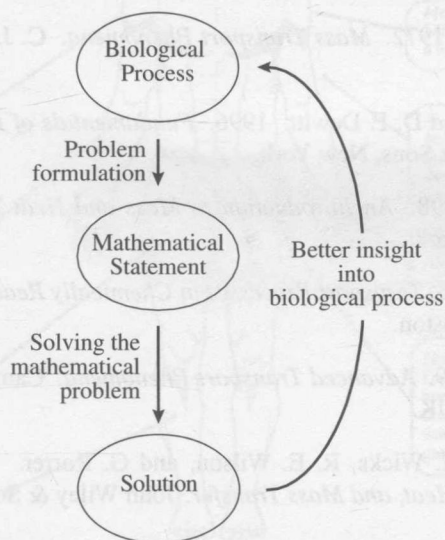 Biological
Process
Problem
formulation
Mathematical
Statement
Better insight
into
biological process
Solving the
mathematical
problem
Solution